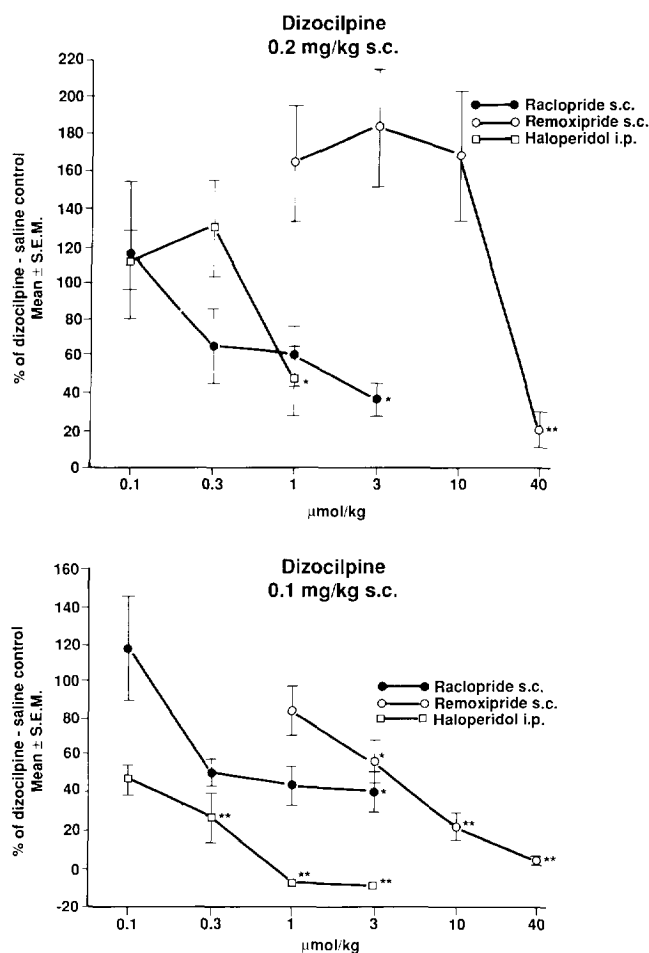 Dizocilpine
0.2 mg/kg s.c.
220
200
180
160
140
120
100
80
60
40
20
0
% of dizocilpine - saline control
Mean ± S.E.M.
Raclopride s.c.
Remoxipride s.c.
Haloperidol i.p.
*
*
**
0.1
0.3
1
3
10
40
µmol/kg
Dizocilpine
0.1 mg/kg s.c.
160
140
120
100
80
60
40
20
0
-20
% of dizocilpine - saline control
Mean ± S.E.M.
Raclopride s.c.
Remoxipride s.c.
Haloperidol i.p.
*
*
**
**
**
**
**
0.1
0.3
1
3
10
40
µmol/kg